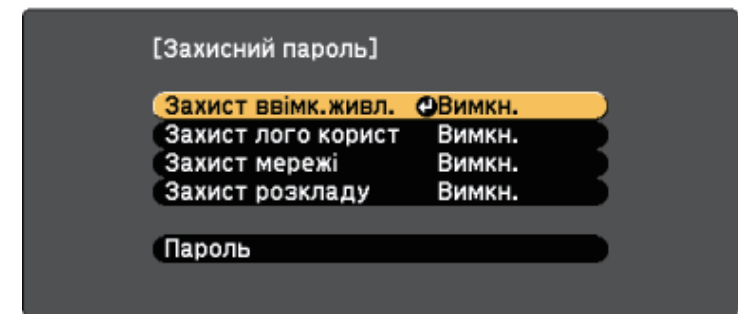 [Захисний пароль]
Захист ввімк.живл. Вимкн.
Захист лого корист Вимкн.
Захист мережі Вимкн.
Захист розкладу Вимкн.
Пароль